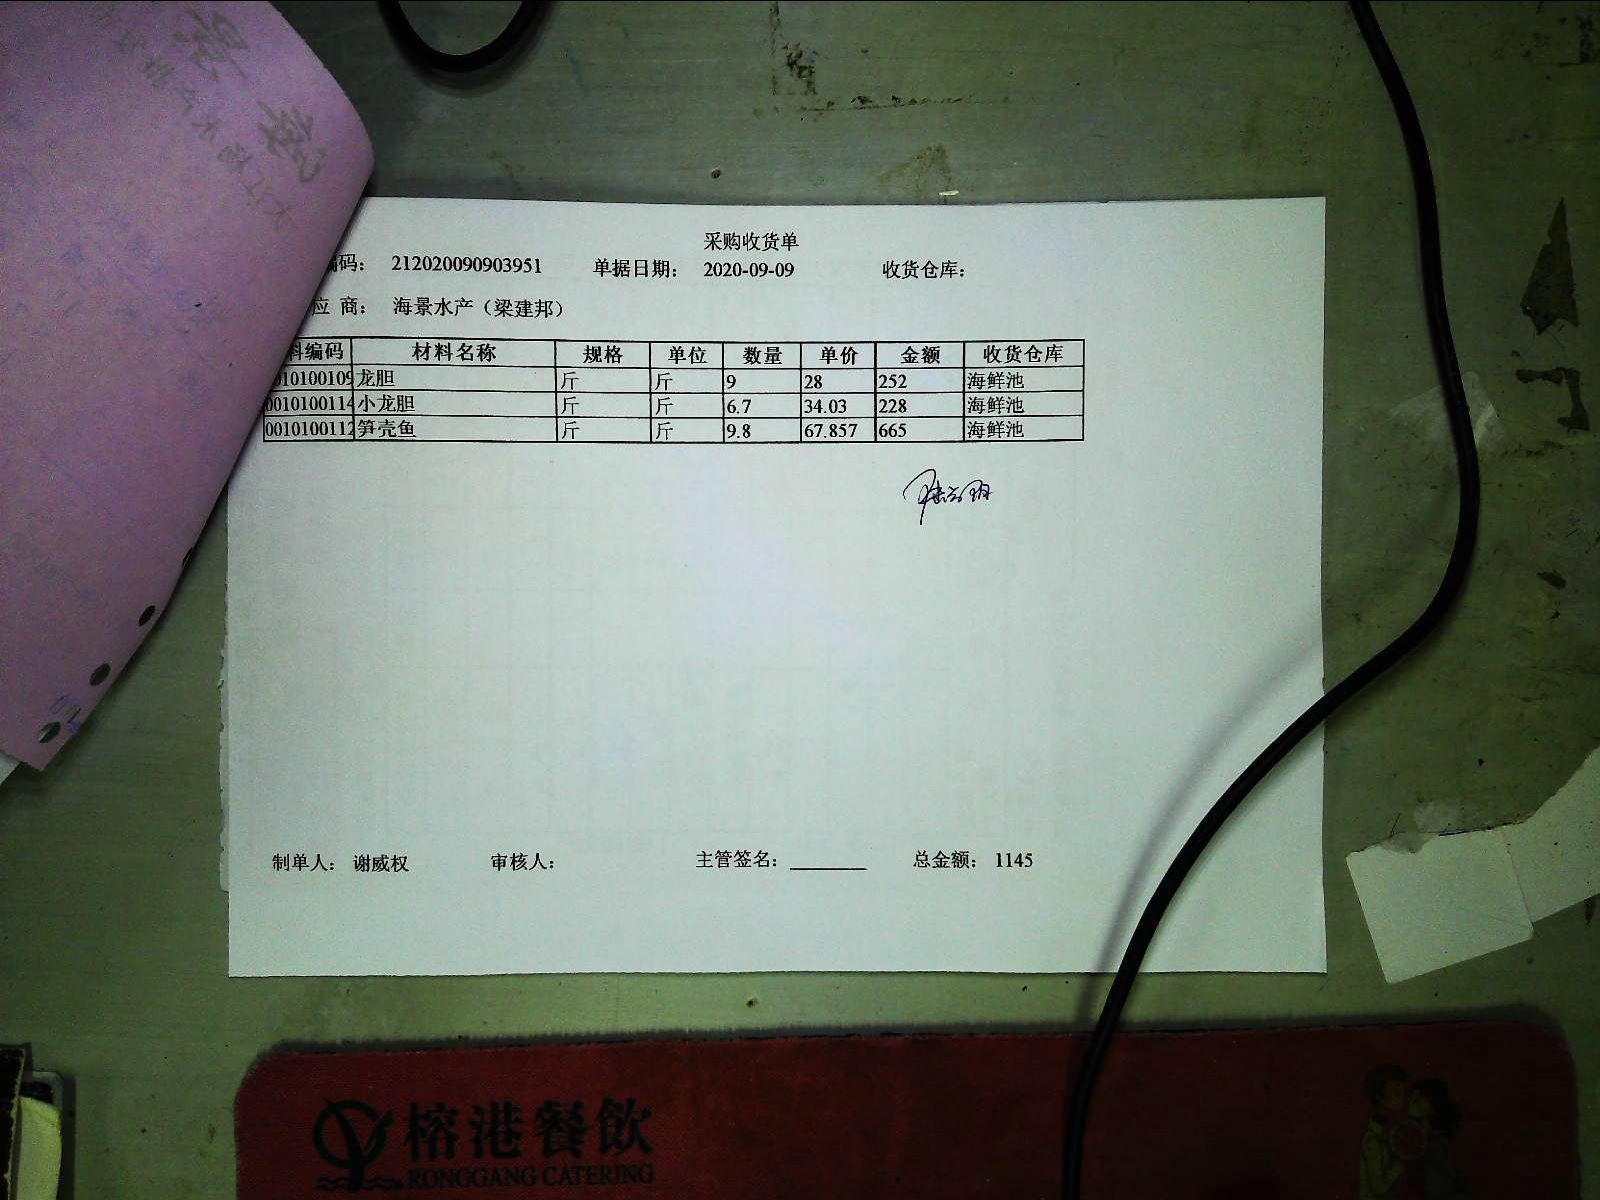 采购收货单
编码： 212020090903951 单据日期： 2020-09-09 收货仓库：
应 商： 海景水产（梁建邦）
料编码 材料名称 规格 单位 数量 单价 金额 收货仓库
010100109 龙胆 斤 斤 9 28 252 海鲜池
0010100114 小龙胆 斤 斤 6.7 34.03 228 海鲜池
0010100112 笋壳鱼 斤 斤 9.8 67.857 665 海鲜池
制单人： 谢威权 审核人： 主管签名： 总金额： 1145
榕港餐飲
RONGGANG CATERING